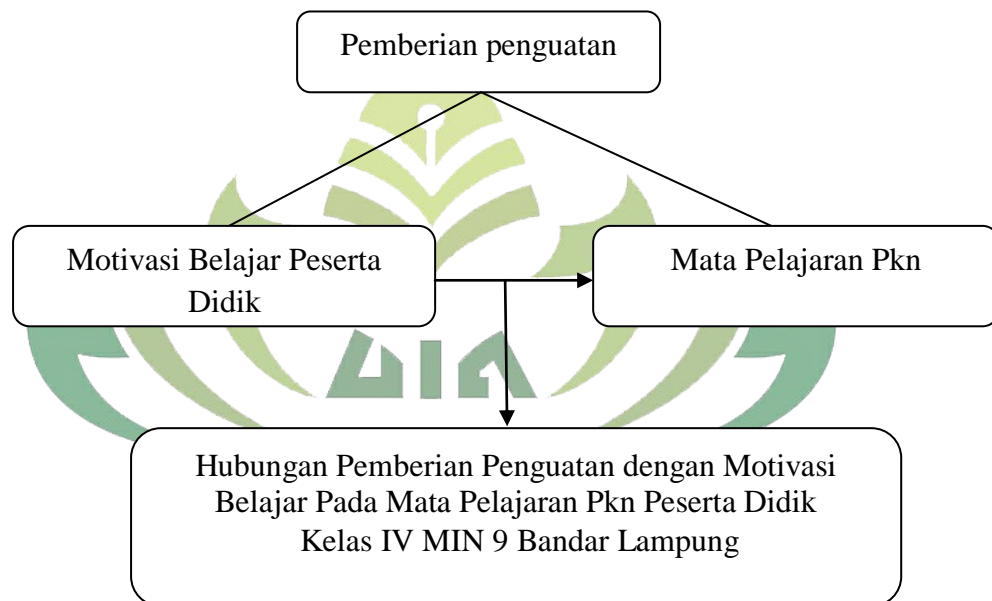 Pemberian penguatan
Motivasi Belajar Peserta
Didik
Mata Pelajaran Pkn
UIN
Hubungan Pemberian Penguatan dengan Motivasi
Belajar Pada Mata Pelajaran Pkn Peserta Didik
Kelas IV MIN 9 Bandar Lampung